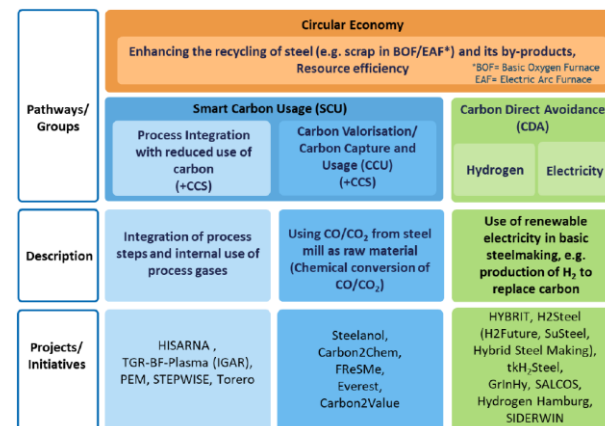 Circular Economy
Enhancing the recycling of steel (e.g. scrap in BOF/EAF*) and its by-products,
Resource efficiency
*BOF= Basic Oxygen Furnace
EAF= Electric Arc Furnace
Pathways/
Groups
Smart Carbon Usage (SCU)
Process Integration
with reduced use of
carbon
(+CCS)
Carbon Valorisation/
Carbon Capture and
Usage (CCU)
(+CCS)
Carbon Direct Avoidance
(CDA)
Hydrogen
Electricity
Description
Integration of process
steps and internal use of
process gases
Using CO/CO₂ from steel
mill as raw material
(Chemical conversion of
CO/CO₂)
Use of renewable
electricity in basic
steelmaking, e.g.
production of H₂ to
replace carbon
Projects/
Initiatives
HISARNA ,
TGR-BF-Plasma (IGAR),
PEM, STEPWISE, Torero
Steelanol,
Carbon2Chem,
FReSMe,
Everest,
Carbon2Value
HYBRIT, H2Steel
(H2Future, SuSteel,
Hybrid Steel Making),
tkH₂Steel,
GrInHy, SALCOS,
Hydrogen Hamburg,
SIDERWIN